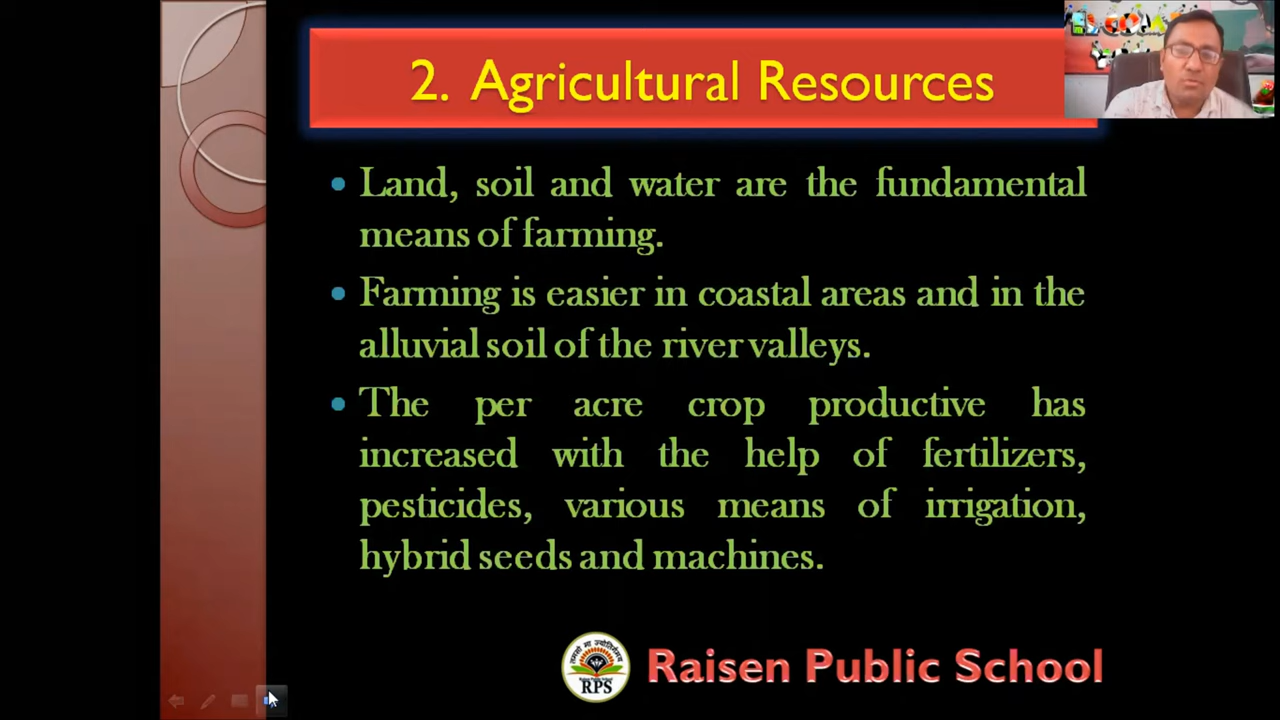 2. Agricultural Resources
• Land, soil and water are the fundamental
means of farming.
• Farming is easier in coastal areas and in the
alluvial soil of the river valleys.
• The per acre crop productive has
increased with the help of fertilizers,
pesticides, various means of irrigation,
hybrid seeds and machines.
तमसो मा ज्योतिर्गमय
RPS
Raisen Public School